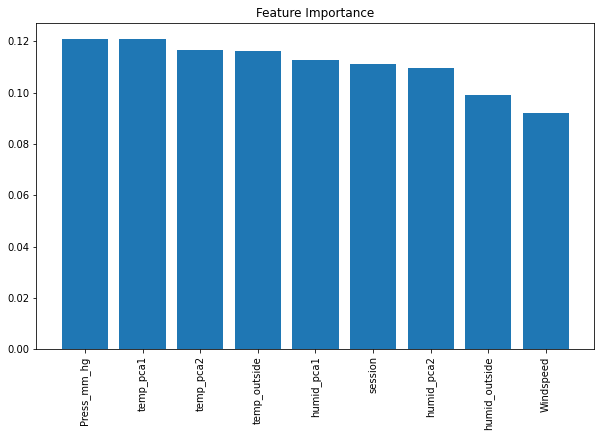 Feature Importance
0.12
0.10
0.08
0.06
0.04
0.02
0.00
Press_mm_hg
temp_pca1
temp_pca2
temp_outside
humid_pca1
session
humid_pca2
humid_outside
Windspeed